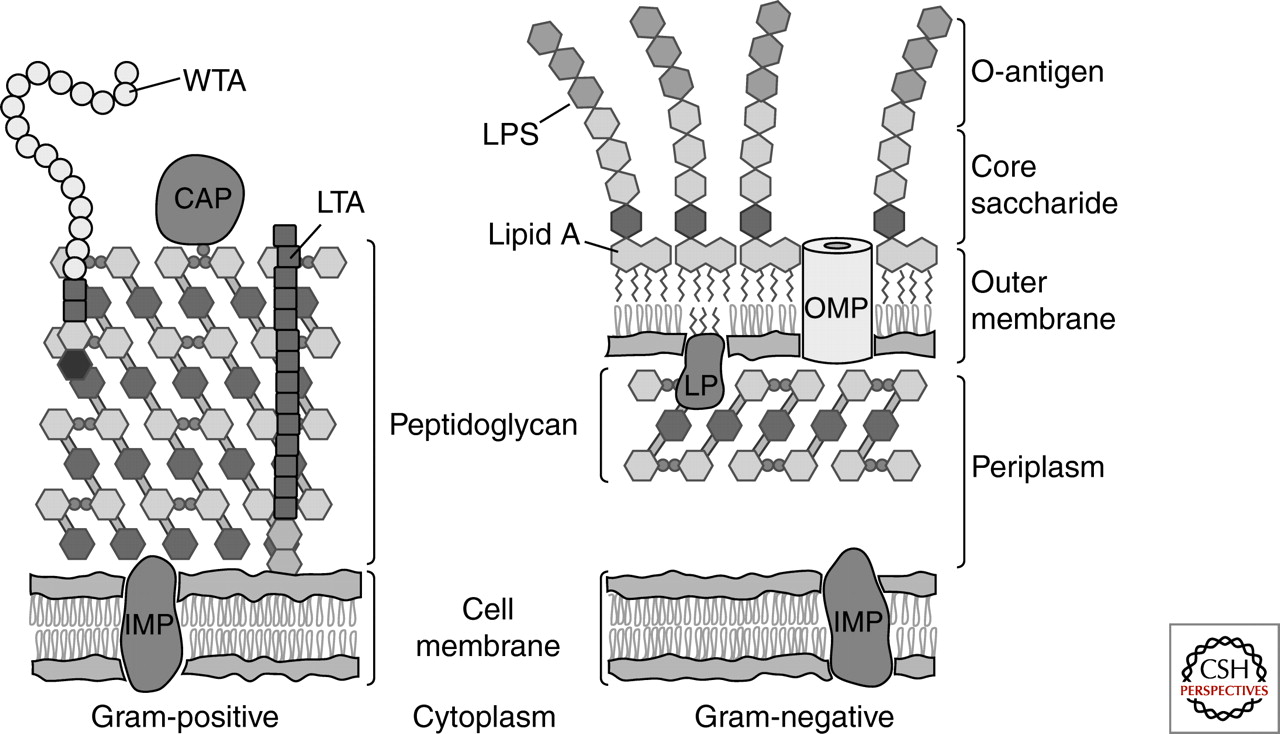 WTA
CAP
LTA
Peptidoglycan
IMP
Cell
membrane
Gram-positive
Cytoplasm
LPS
Lipid A
O-antigen
Core
saccharide
Outer
membrane
OMP
LP
Periplasm
IMP
Gram-negative
CSH
PERSPECTIVES